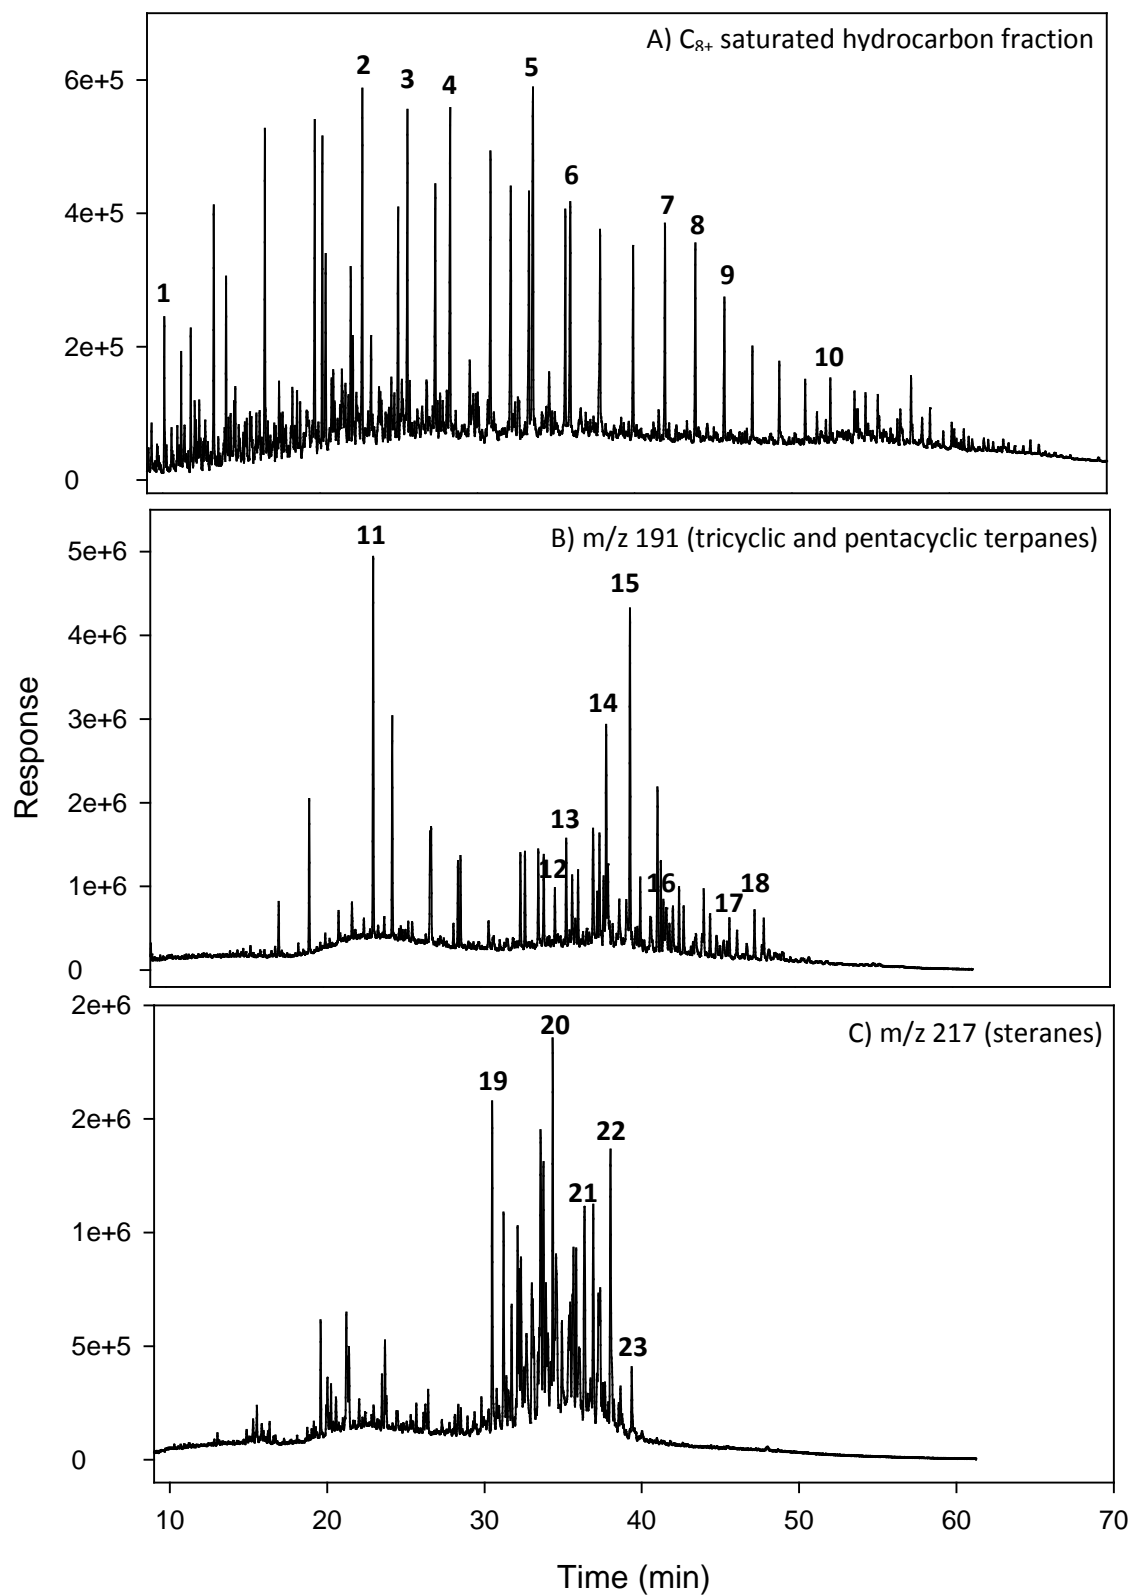 A) C₈₊ saturated hydrocarbon fraction
6e+5
4e+5
2e+5
0
1
2
3
4
5
6
7
8
9
10
B) m/z 191 (tricyclic and pentacyclic terpanes)
5e+6
4e+6
3e+6
2e+6
1e+6
0
11
12
13
14
15
16
17
18
Response
C) m/z 217 (steranes)
2e+6
2e+6
1e+6
5e+5
0
19
20
21
22
23
10 20 30 40 50 60 70
Time (min)